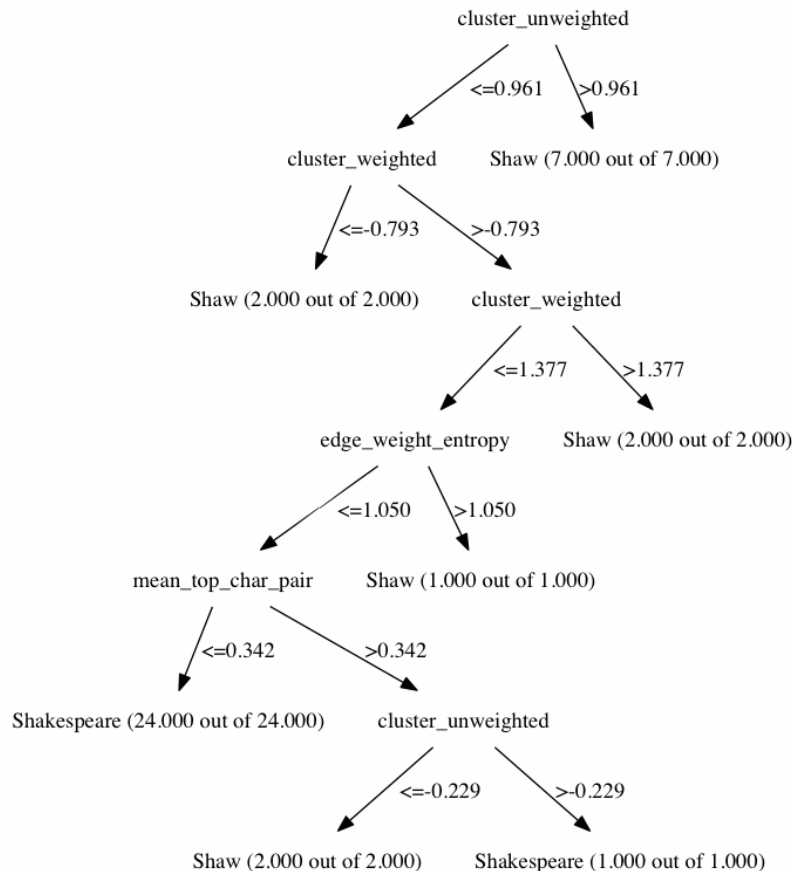 cluster_unweighted
<=0.961 >0.961
cluster_weighted Shaw (7.000 out of 7.000)
<=-0.793 >-0.793
Shaw (2.000 out of 2.000) cluster_weighted
<=1.377 >1.377
edge_weight_entropy Shaw (2.000 out of 2.000)
<=1.050 >1.050
mean_top_char_pair Shaw (1.000 out of 1.000)
<=0.342 >0.342
Shakespeare (24.000 out of 24.000) cluster_unweighted
<=-0.229 >-0.229
Shaw (2.000 out of 2.000) Shakespeare (1.000 out of 1.000)